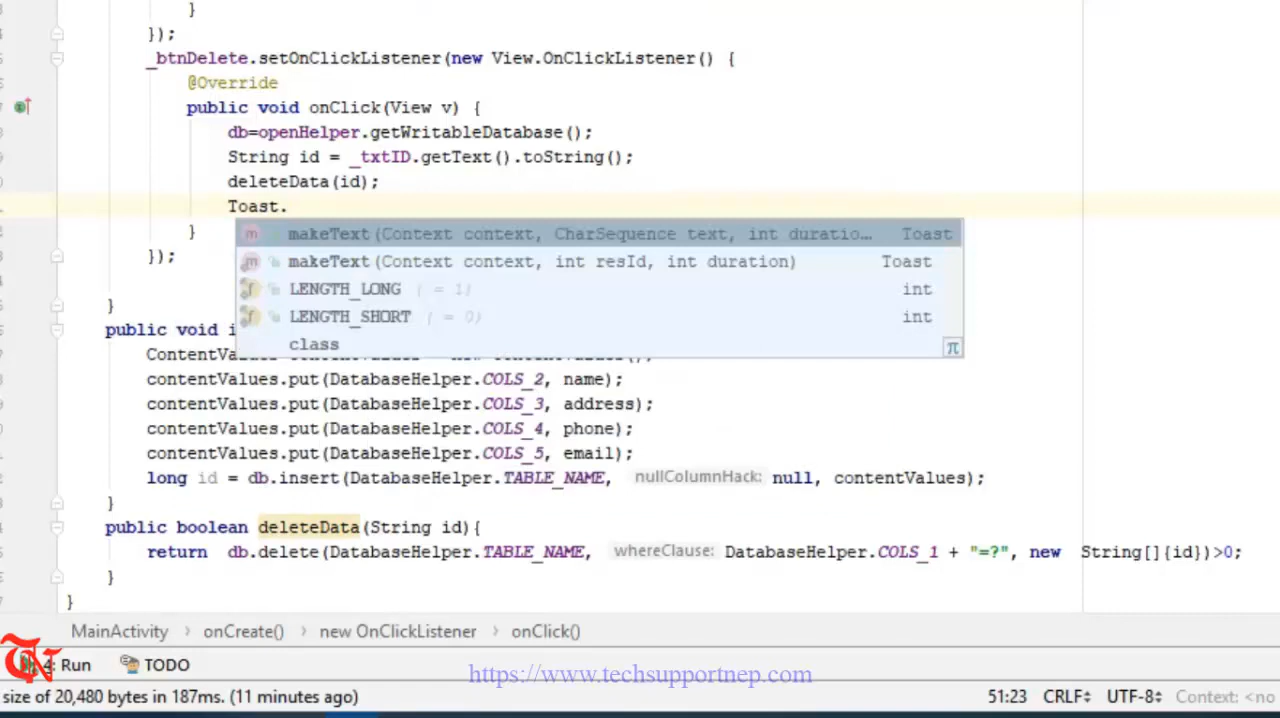 }
});
_btnDelete.setOnClickListener(new View.OnClickListener() {
@Override
public void onClick(View v) {
db=openHelper.getWritableDatabase();
String id = _txtID.getText().toString();
deleteData(id);
Toast.
makeText(Context context, CharSequence text, int duratio… Toast
} makeText(Context context, int resId, int duration) Toast
});
LENGTH_LONG ( = 1) int
} LENGTH_SHORT ( = 0) int
public void i
class π
contentValues.put(DatabaseHelper.COLS_2, name);
contentValues.put(DatabaseHelper.COLS_3, address);
contentValues.put(DatabaseHelper.COLS_4, phone);
contentValues.put(DatabaseHelper.COLS_5, email);
long id = db.insert(DatabaseHelper.TABLE_NAME, nullColumnHack: null, contentValues);
}
public boolean deleteData(String id){
return db.delete(DatabaseHelper.TABLE_NAME, whereClause: DatabaseHelper.COLS_1 + "=?", new String[]{id})>0;
}
}
MainActivity › onCreate() › new OnClickListener › onClick()
TN 4: Run TODO
https://www.techsupportnep.com
size of 20,480 bytes in 187ms. (11 minutes ago) 51:23 CRLF UTF-8 Context: <no